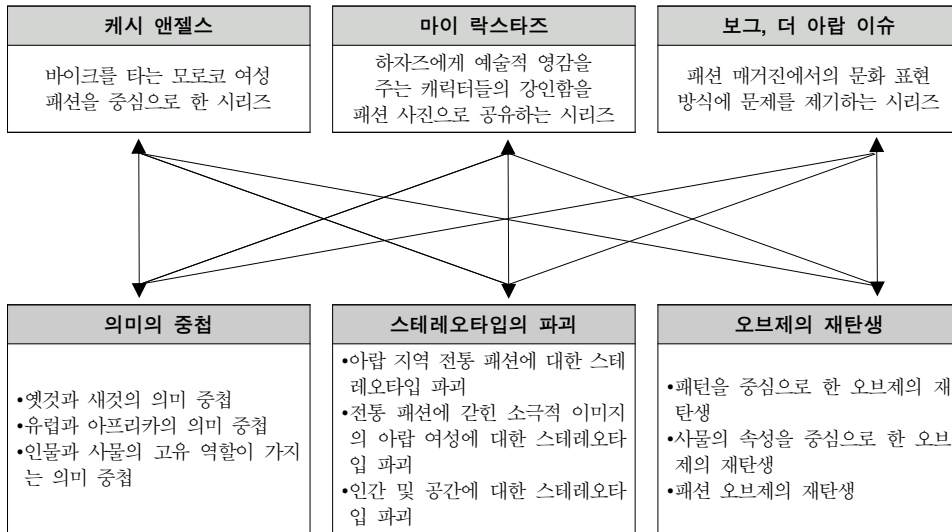 케시 앤젤스
바이크를 타는 모로코 여성
패션을 중심으로 한 시리즈
마이 락스타즈
하자즈에게 예술적 영감을
주는 캐릭터들의 강인함을
패션 사진으로 공유하는 시리즈
보그, 더 아랍 이슈
패션 매거진에서의 문화 표현
방식에 문제를 제기하는 시리즈
의미의 중첩
•옛것과 새것의 의미 중첩
•유럽과 아프리카의 의미 중첩
•인물과 사물의 고유 역할이 가지
는 의미 중첩
스테레오타입의 파괴
•아랍 지역 전통 패션에 대한 스테
레오타입 파괴
•전통 패션에 갇힌 소극적 이미지
의 아랍 여성에 대한 스테레오타
입 파괴
•인간 및 공간에 대한 스테레오타
입 파괴
오브제의 재탄생
•패턴을 중심으로 한 오브제의 재
탄생
•사물의 속성을 중심으로 한 오브
제의 재탄생
•패션 오브제의 재탄생